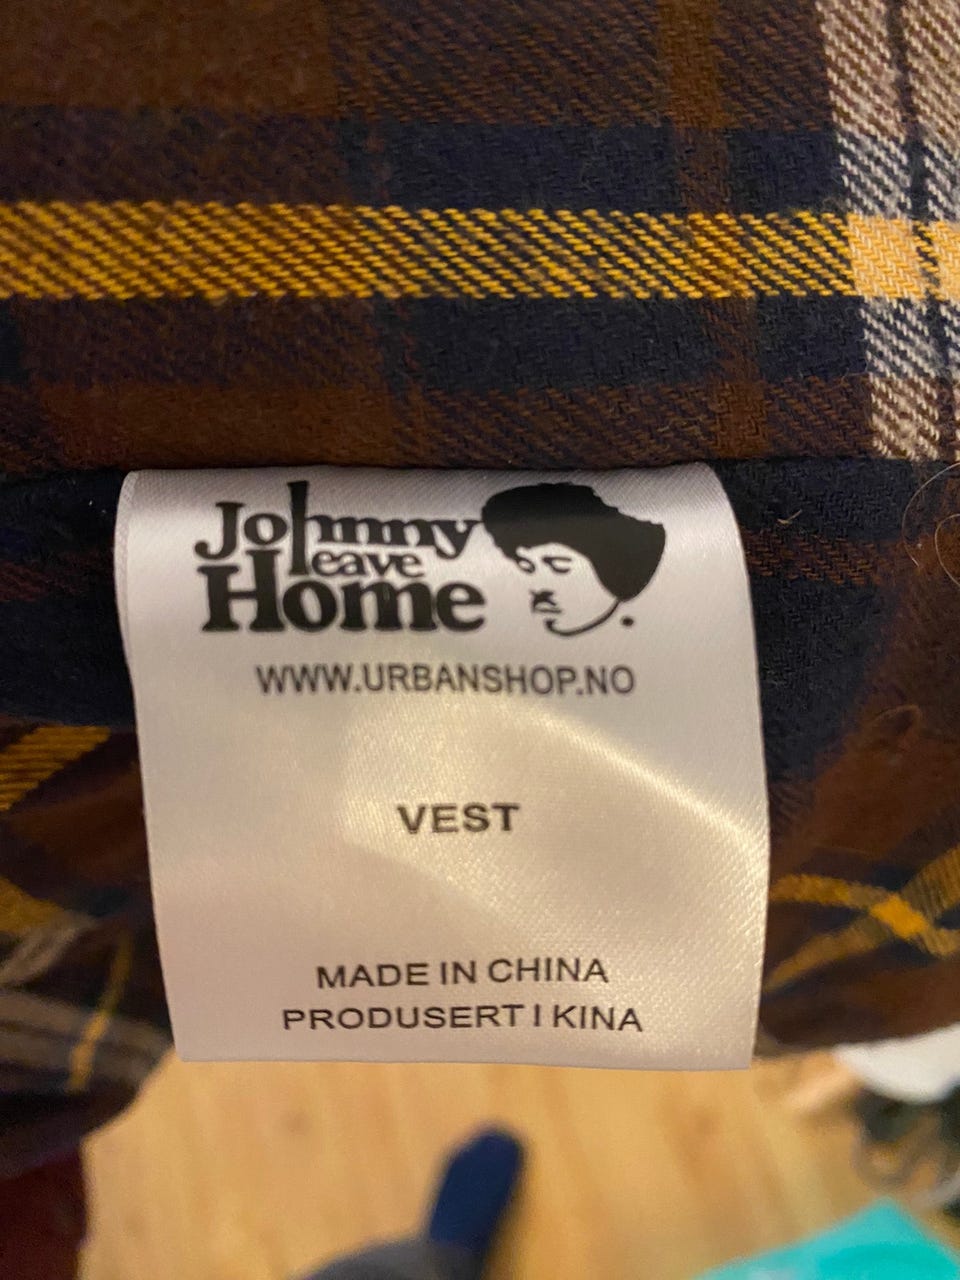 Johnny
leave
Home
WWW.URBANSHOP.NO
VEST
MADE IN CHINA
PRODUSERT I KINA